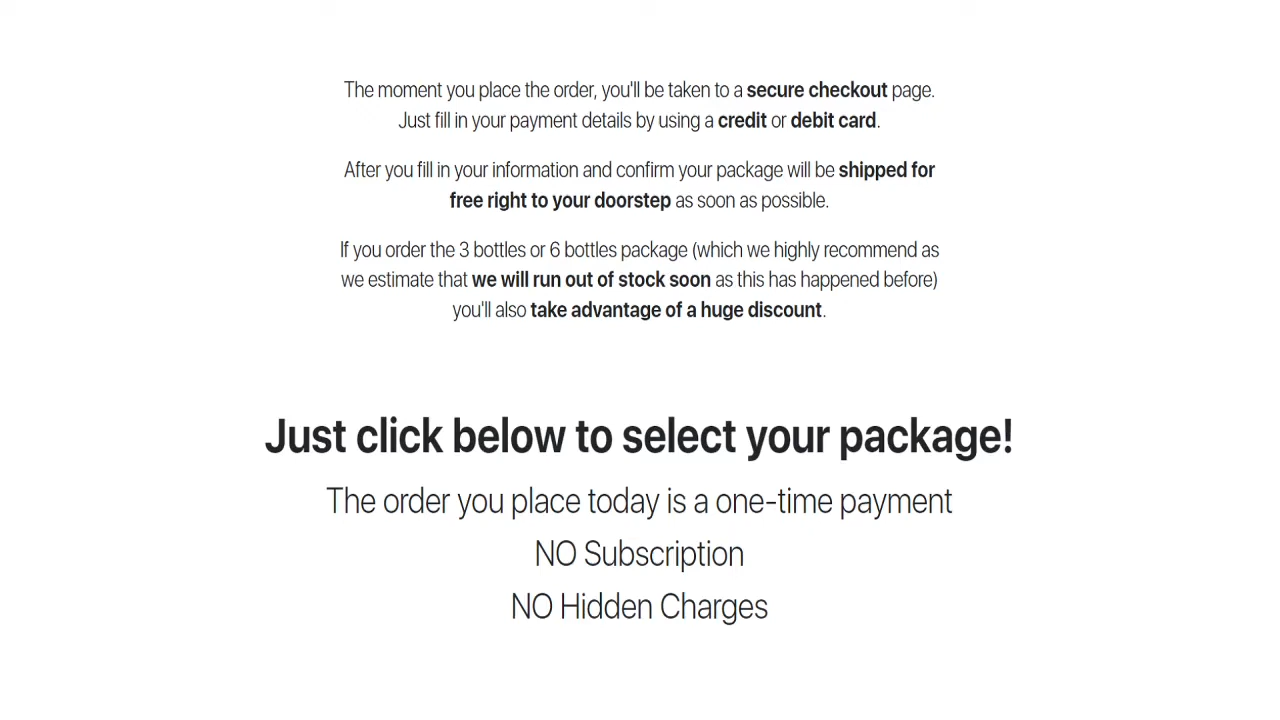 The moment you place the order, you'll be taken to a secure checkout page.
Just fill in your payment details by using a credit or debit card.
After you fill in your information and confirm your package will be shipped for
free right to your doorstep as soon as possible.
If you order the 3 bottles or 6 bottles package (which we highly recommend as
we estimate that we will run out of stock soon as this has happened before)
you'll also take advantage of a huge discount.
Just click below to select your package!
The order you place today is a one-time payment
NO Subscription
NO Hidden Charges